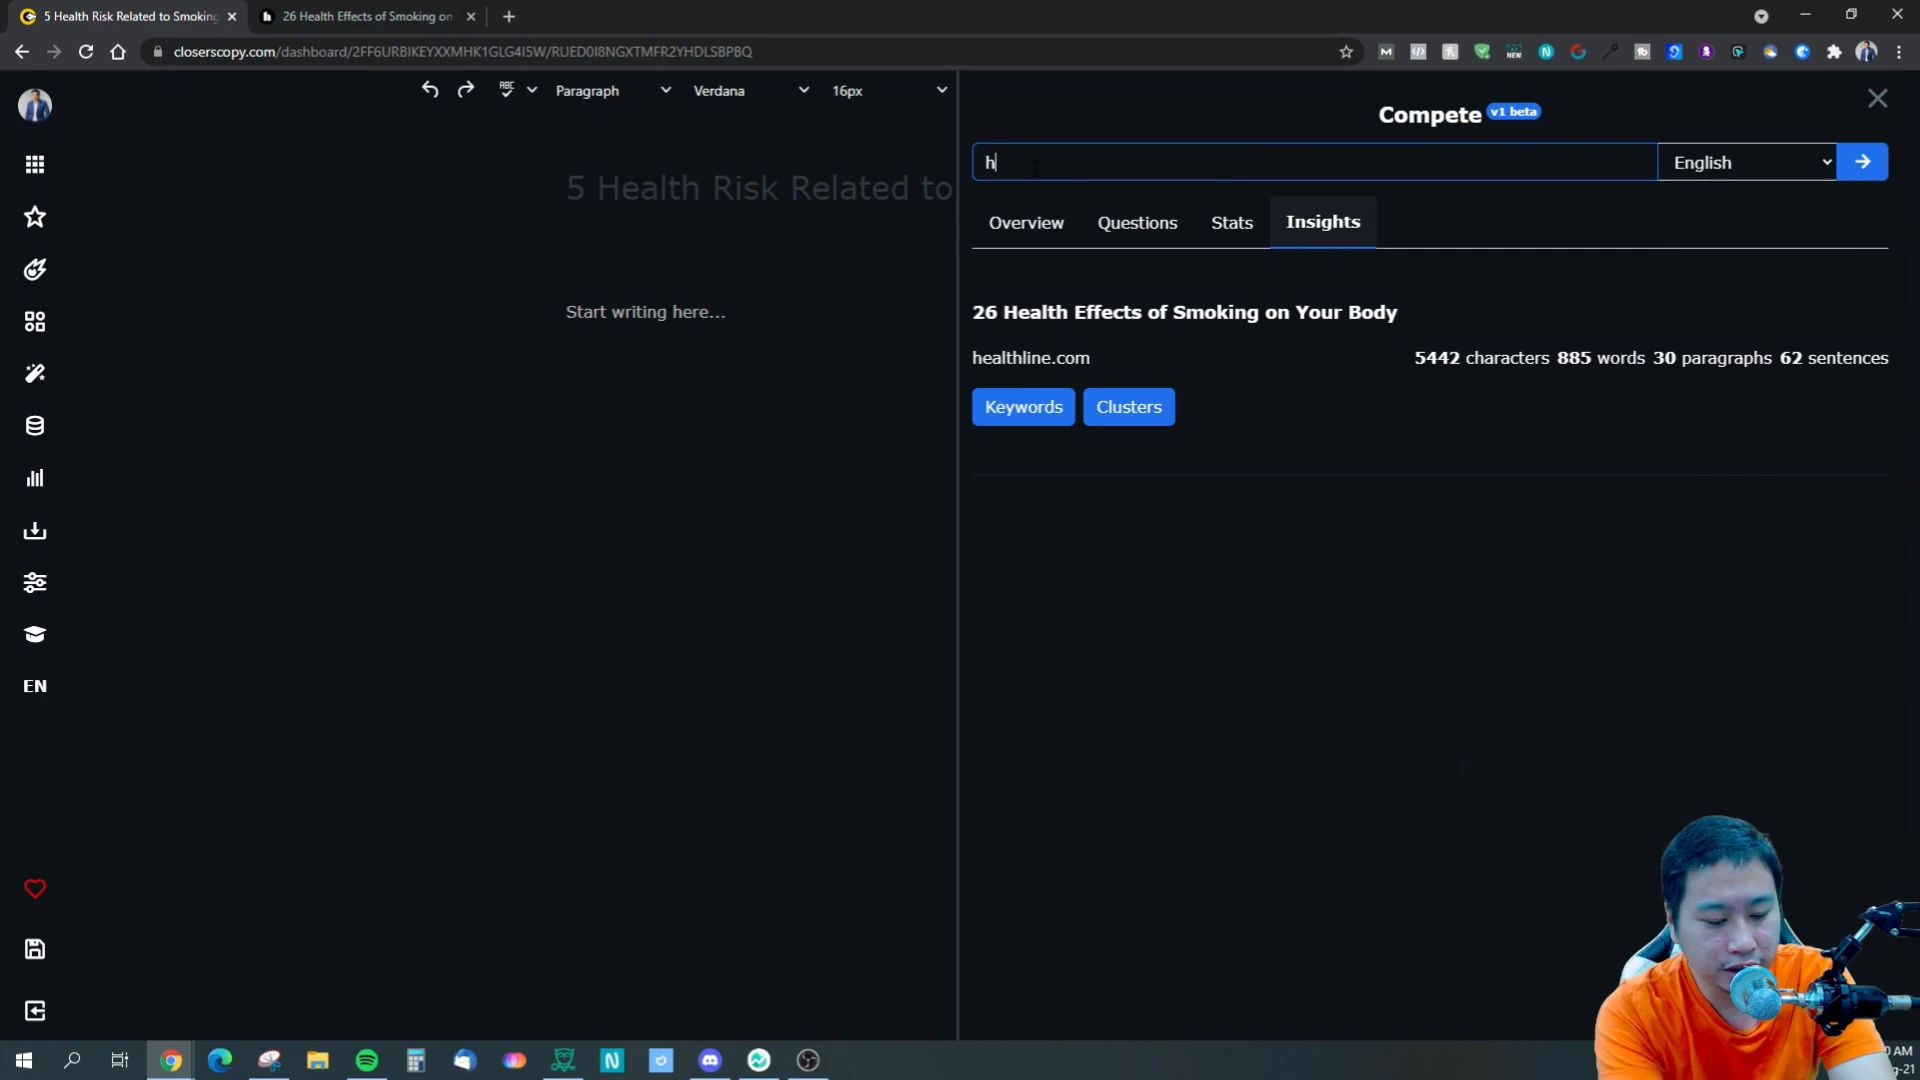 5 Health Risk Related to Smoking
26 Health Effects of Smoking on
closerscopy.com/dashboard/2FF6URBIKEYXXMHK1GLG4I5W/RUED0I8NGXTMFR2YHDLSBPBQ
ABC
Paragraph
Verdana
16px
Compete v1 beta
h
English
5 Health Risk Related to
Overview
Questions
Stats
Insights
Start writing here...
26 Health Effects of Smoking on Your Body
healthline.com
5442 characters 885 words 30 paragraphs 62 sentences
Keywords
Clusters
EN